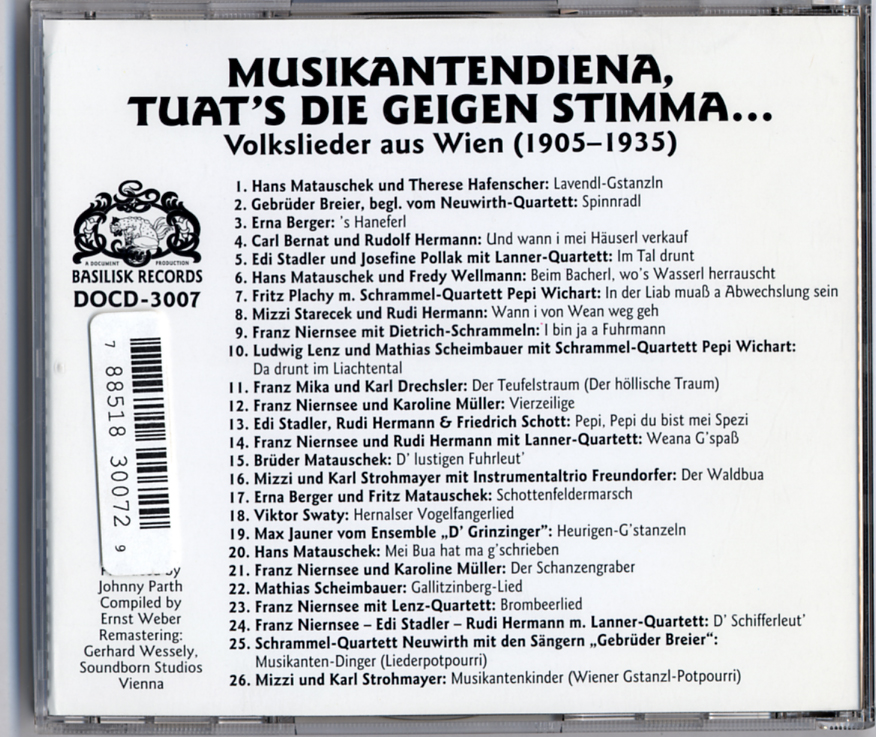 MUSIKANTENDIENA,
TUAT'S DIE GEIGEN STIMMA...
Volkslieder aus Wien (1905–1935)
1. Hans Matauschek und Therese Hafenscher: Lavendl-Gstanzln
2. Gebrüder Breier, begl. vom Neuwirth-Quartett: Spinnradl
3. Erna Berger: 's Haneferl
4. Carl Bernat und Rudolf Hermann: Und wann i mei Häuserl verkauf
5. Edi Stadler und Josefine Pollak mit Lanner-Quartett: Im Tal drunt
6. Hans Matauschek und Fredy Wellmann: Beim Bacherl, wo's Wasserl herrauscht
7. Fritz Plachy m. Schrammel-Quartett Pepi Wichart: In der Liab muaß a Abwechslung sein
8. Mizzi Starecek und Rudi Hermann: Wann i von Wean weg geh
9. Franz Niernsee mit Dietrich-Schrammeln: I bin ja a Fuhrmann
10. Ludwig Lenz und Mathias Scheimbauer mit Schrammel-Quartett Pepi Wichart:
Da drunt im Liachtental
11. Franz Mika und Karl Drechsler: Der Teufelstraum (Der höllische Traum)
12. Franz Niernsee und Karoline Müller: Vierzeilige
13. Edi Stadler, Rudi Hermann & Friedrich Schott: Pepi, Pepi du bist mei Spezi
14. Franz Niernsee und Rudi Hermann mit Lanner-Quartett: Weana G'spaß
15. Brüder Matauschek: D' lustigen Fuhrleut'
16. Mizzi und Karl Strohmayer mit Instrumentaltrio Freundorfer: Der Waldbua
17. Erna Berger und Fritz Matauschek: Schottenfeldermarsch
18. Viktor Swaty: Hernalser Vogelfangerlied
19. Max Jauner vom Ensemble „D' Grinzinger": Heurigen-G'stanzeln
20. Hans Matauschek: Mei Bua hat ma g'schrieben
21. Franz Niernsee und Karoline Müller: Der Schanzengraber
22. Mathias Scheimbauer: Gallitzinberg-Lied
23. Franz Niernsee mit Lenz-Quartett: Brombeerlied
24. Franz Niernsee – Edi Stadler – Rudi Hermann m. Lanner-Quartett: D' Schifferleut'
25. Schrammel-Quartett Neuwirth mit den Sängern „Gebrüder Breier":
Musikanten-Dinger (Liederpotpourri)
26. Mizzi und Karl Strohmayer: Musikantenkinder (Wiener Gstanzl-Potpourri)
A DOCUMENT PRODUCTION
BASILISK RECORDS
DOCD-3007
7 88518 30072 9
by
Johnny Parth
Compiled by
Ernst Weber
Remastering:
Gerhard Wessely,
Soundborn Studios
Vienna